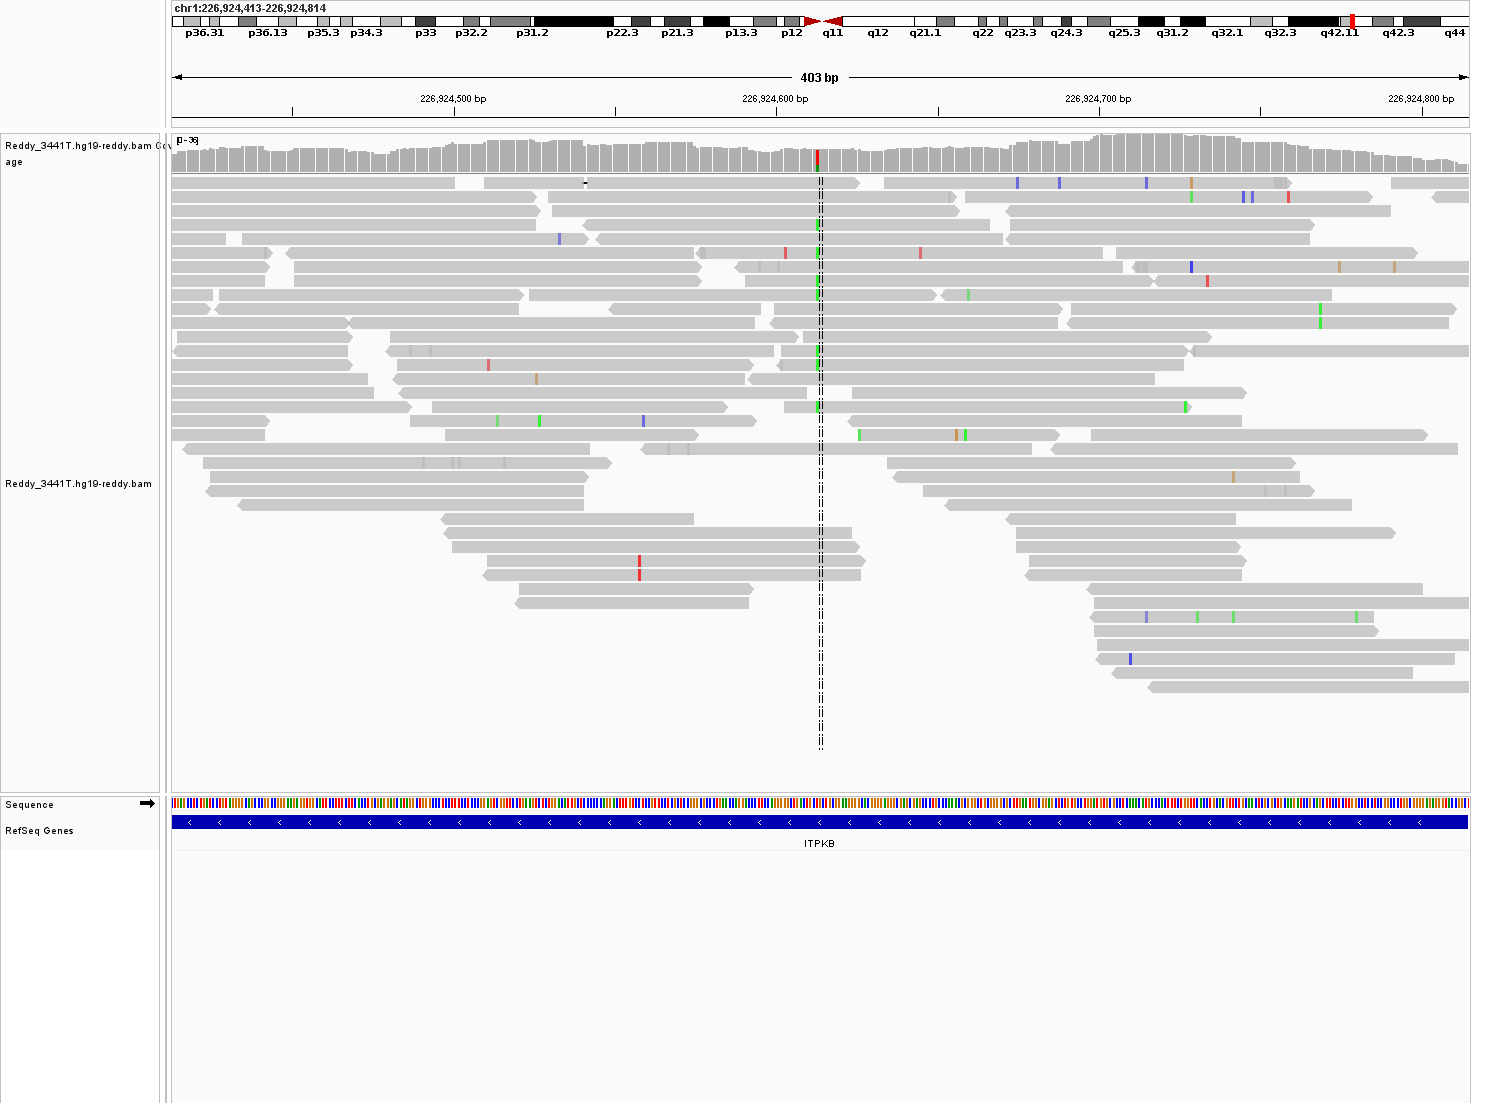 chr1:226,924,413-226,924,814
p36.31 p36.13 p35.3 p34.3 p33 p32.2 p31.2 p22.3 p21.3 p13.3 p12 q11 q12 q21.1 q22 q23.3 q24.3 q25.3 q31.2 q32.1 q32.3 q42.11 q42.3 q44
403 bp
226,924,500 bp 226,924,600 bp 226,924,700 bp 226,924,800 bp
[0-36]
Reddy_3441T.hg19-reddy.bam Cov
age
Reddy_3441T.hg19-reddy.bam
Sequence
RefSeq Genes
ITPKB